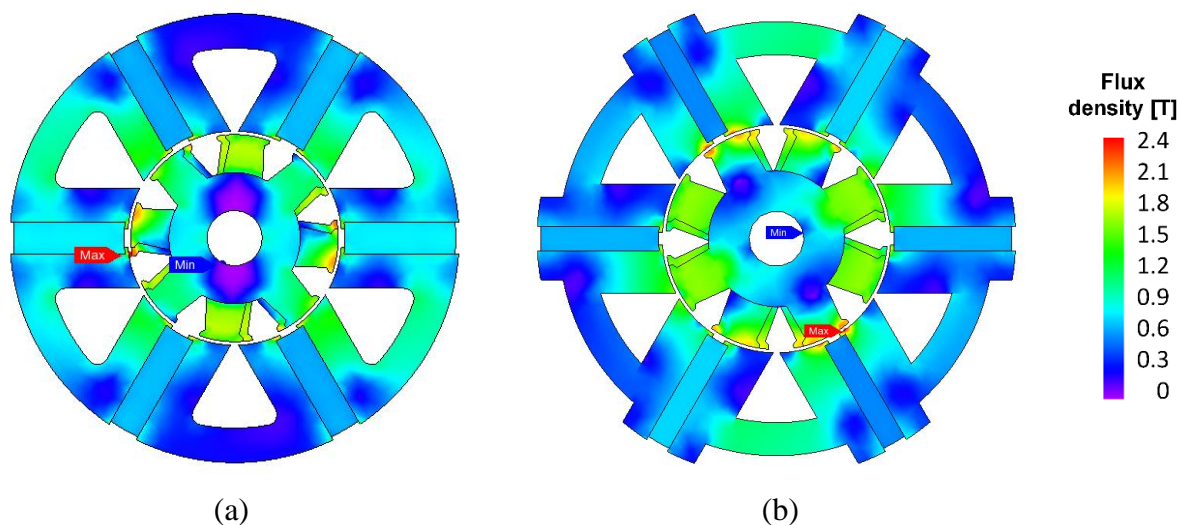 Max
Min
(a)
Min
Max
(b)
Flux
density [T]
2.4
2.1
1.8
1.5
1.2
0.9
0.6
0.3
0